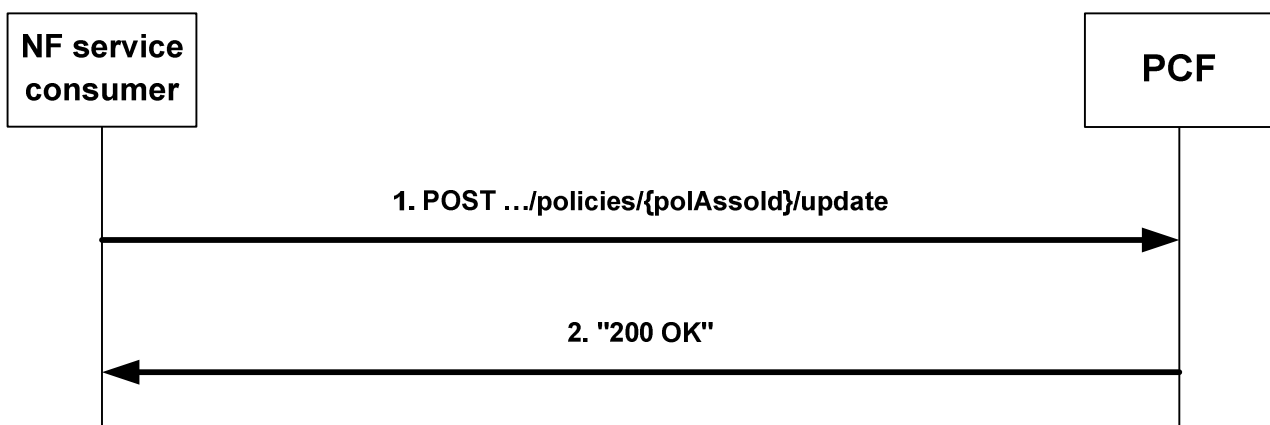 NF service
consumer
PCF
1. POST …/policies/{polAssoId}/update
2. "200 OK"